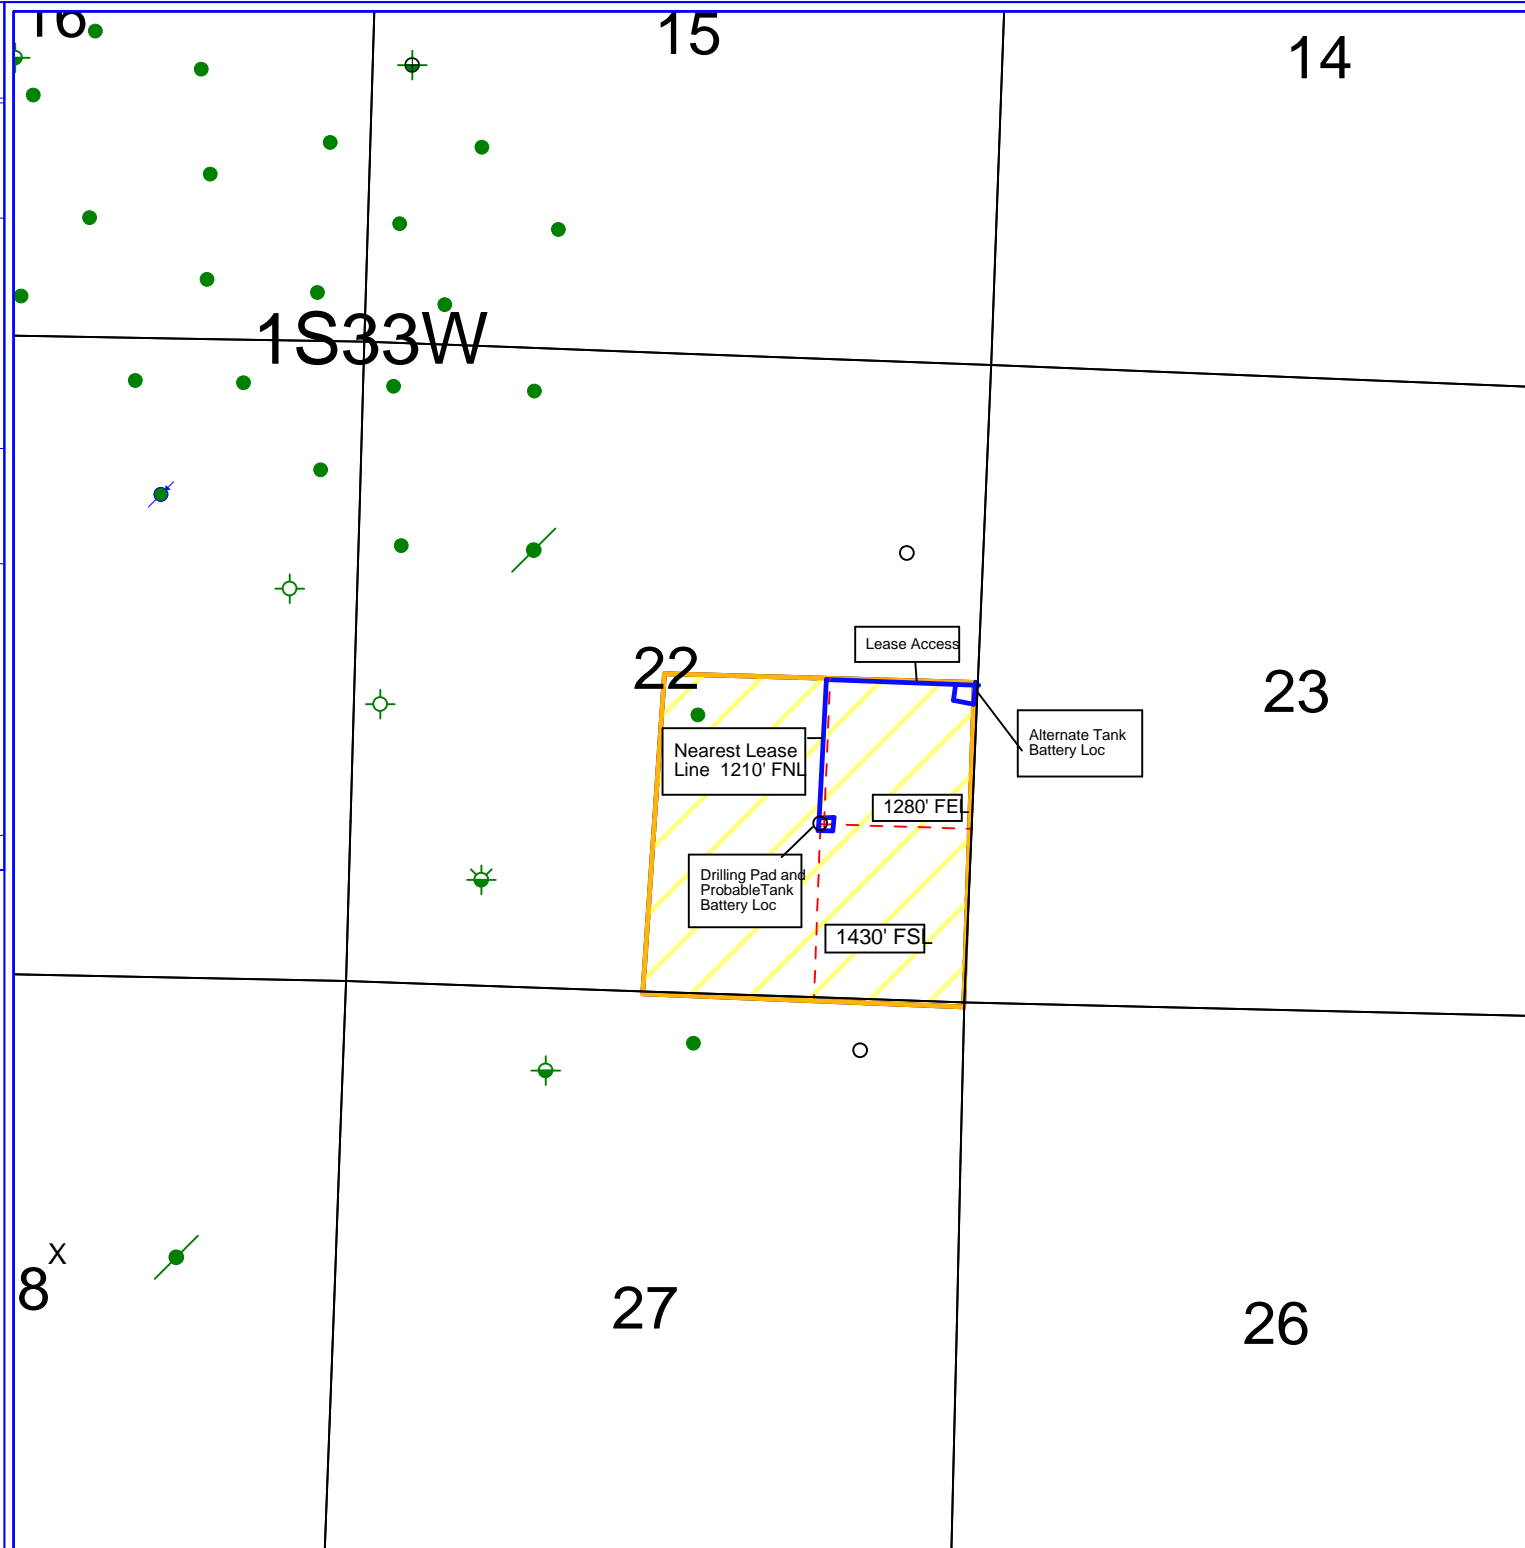 16
15
14
1S33W
Lease Access
22
23
Alternate Tank
Battery Loc
Nearest Lease
Line 1210' FNL
1280' FEL
Drilling Pad and
ProbableTank
Battery Loc
1430' FSL
X
8
27
26